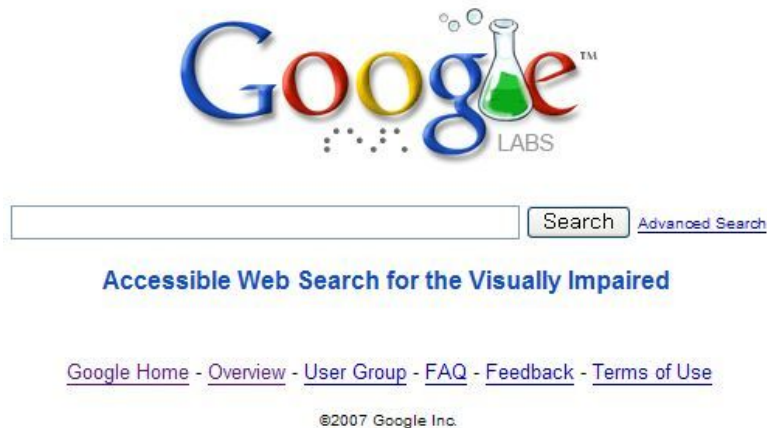 Google™
LABS
Search Advanced Search
Accessible Web Search for the Visually Impaired
Google Home - Overview - User Group - FAQ - Feedback - Terms of Use
©2007 Google Inc.